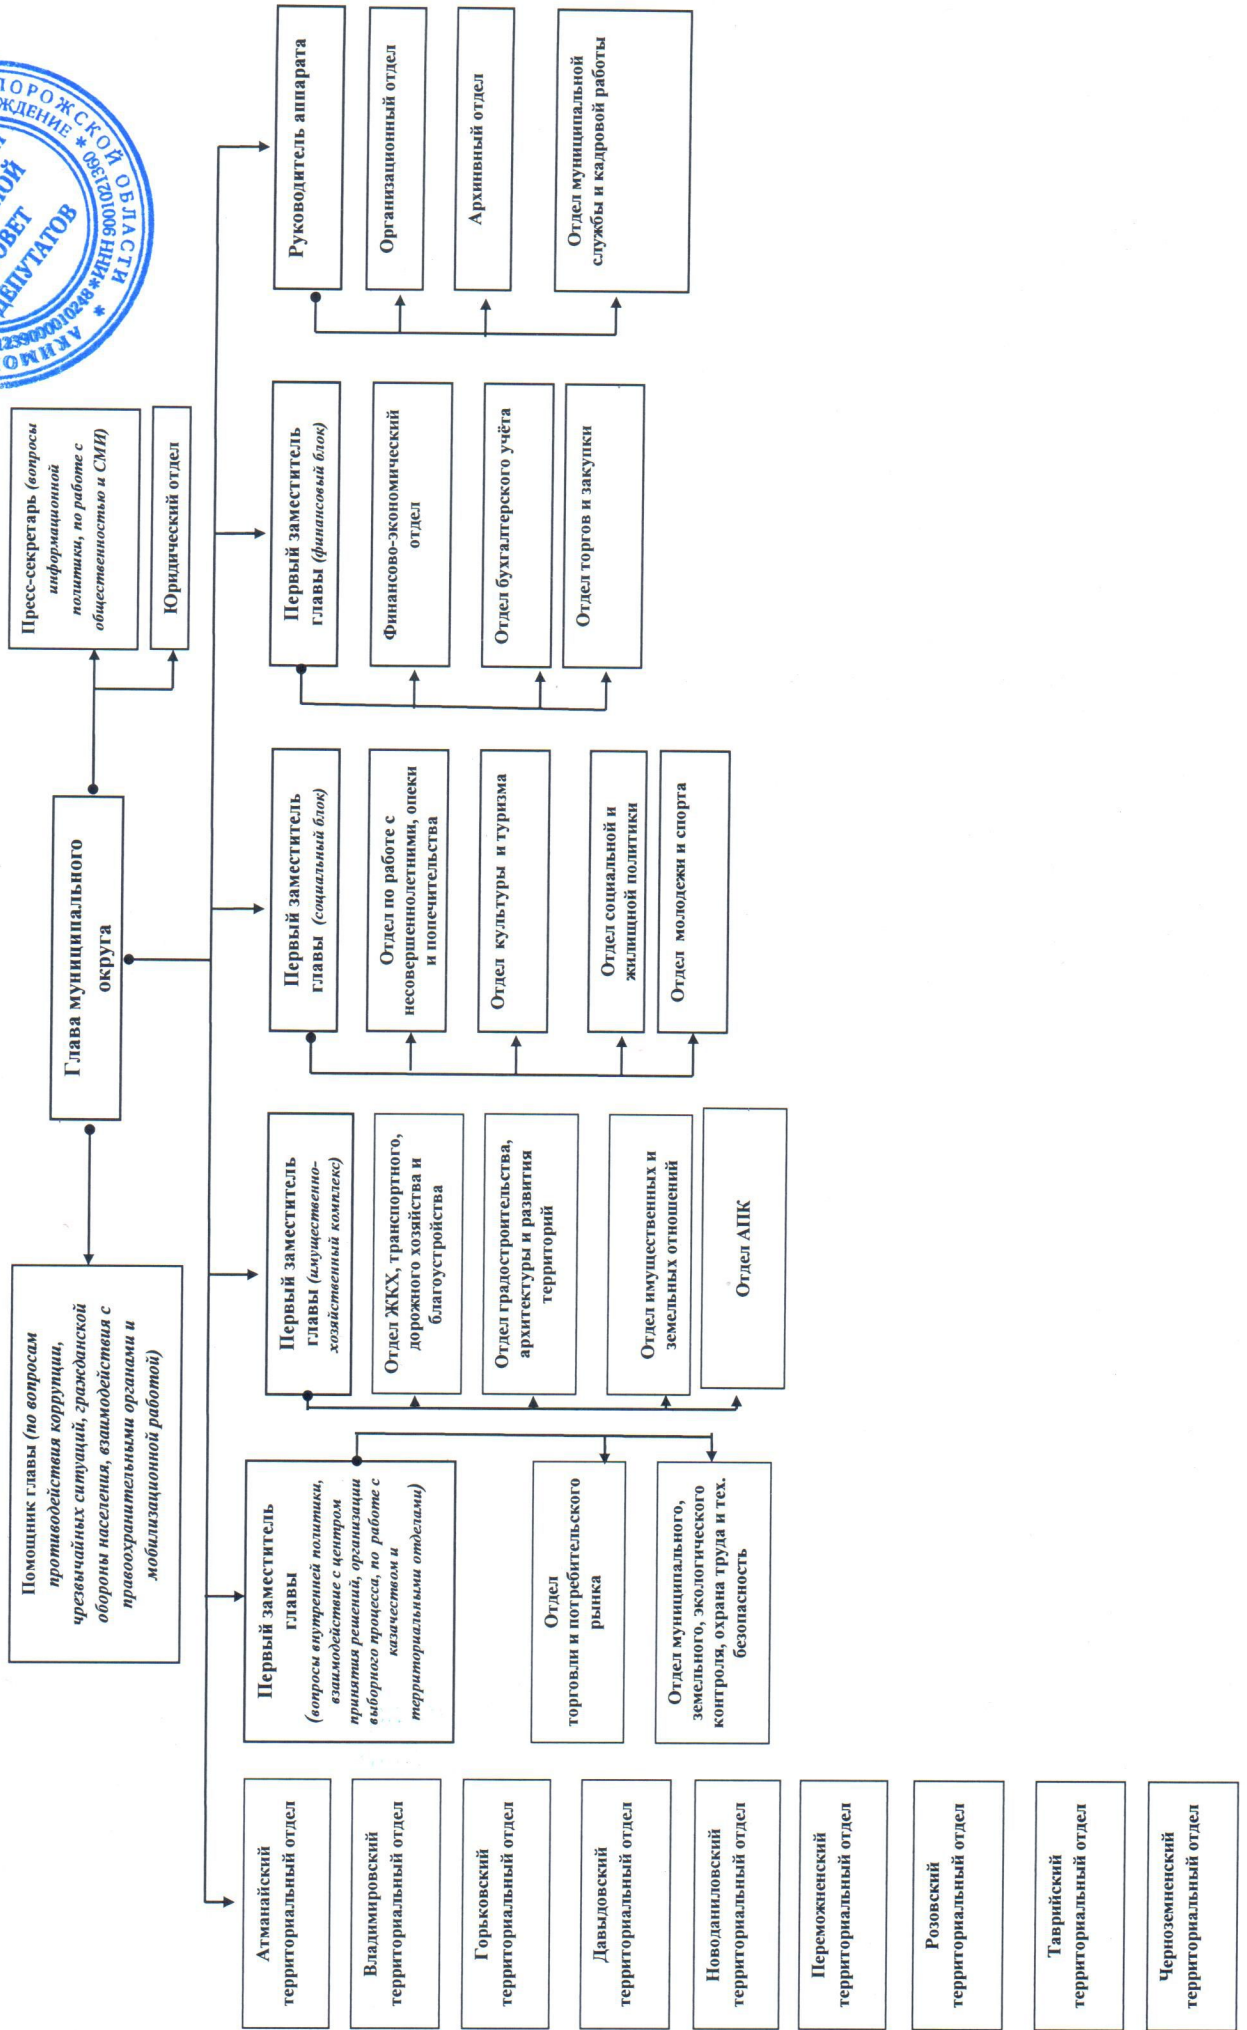 ПОРОЖСКОЙ ОБЛАСТИ *
ЖДЕНИЕ * ИНН 9001021360
ОВЕТ
ДЕПУТАТОВ
Глава муниципального
округа
Помощник главы (по вопросам
противодействия коррупции,
чрезвычайных ситуаций, гражданской
обороны населения, взаимодействия с
правоохранительными органами и
мобилизационной работой)
Пресс-секретарь (вопросы
информационной
политики, по работе с
общественностью и СМИ)
Юридический отдел
Атманайский
территориальный отдел
Владимировский
территориальный отдел
Горьковский
территориальный отдел
Давыдовский
территориальный отдел
Новоданиловский
территориальный отдел
Переможненский
территориальный отдел
Розовский
территориальный отдел
Таврийский
территориальный отдел
Черноземненский
территориальный отдел
Первый заместитель
главы
(вопросы внутренней политики,
взаимодействие с центром
принятия решений, организации
выборного процесса, по работе с
казачеством и
территориальными отделами)
Отдел
торговли и потребительского
рынка
Отдел муниципального,
земельного, экологического
контроля, охрана труда и тех.
безопасность
Первый заместитель
главы (имущественно-
хозяйственный комплекс)
Отдел ЖКХ, транспортного,
дорожного хозяйства и
благоустройства
Отдел градостроительства,
архитектуры и развития
территорий
Отдел имущественных и
земельных отношений
Отдел АПК
Первый заместитель
главы (социальный блок)
Отдел по работе с
несовершеннолетними, опеки
и попечительства
Отдел культуры и туризма
Отдел социальной и
жилищной политики
Отдел молодежи и спорта
Первый заместитель
главы (финансовый блок)
Финансово-экономический
отдел
Отдел бухгалтерского учёта
Отдел торгов и закупки
Руководитель аппарата
Организационный отдел
Архинвный отдел
Отдел муниципальной
службы и кадровой работы